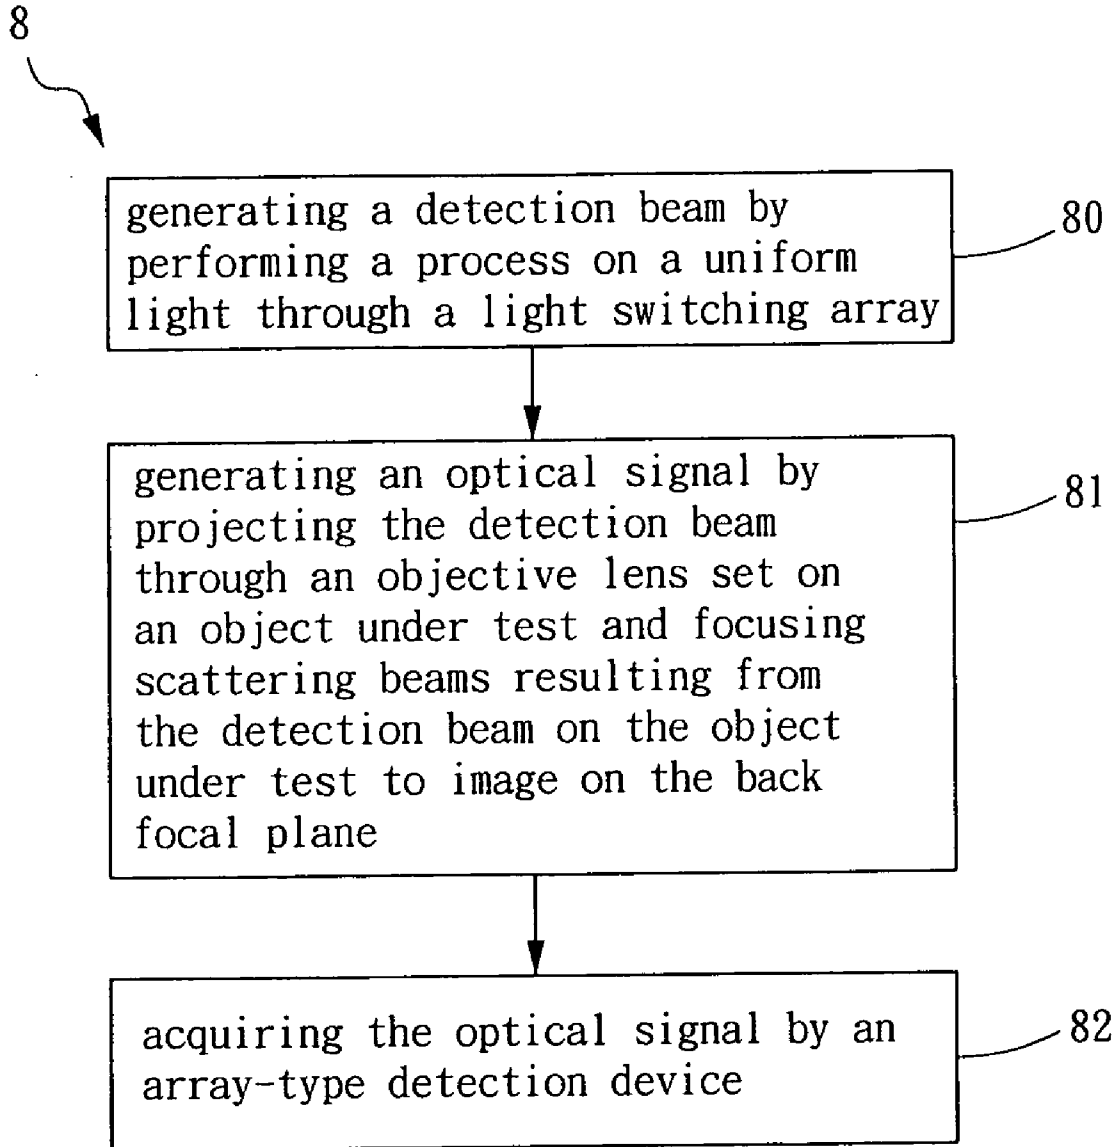 8
generating a detection beam by
performing a process on a uniform
light through a light switching array
80
generating an optical signal by
projecting the detection beam
through an objective lens set on
an object under test and focusing
scattering beams resulting from
the detection beam on the object
under test to image on the back
focal plane
81
acquiring the optical signal by an
array-type detection device
82